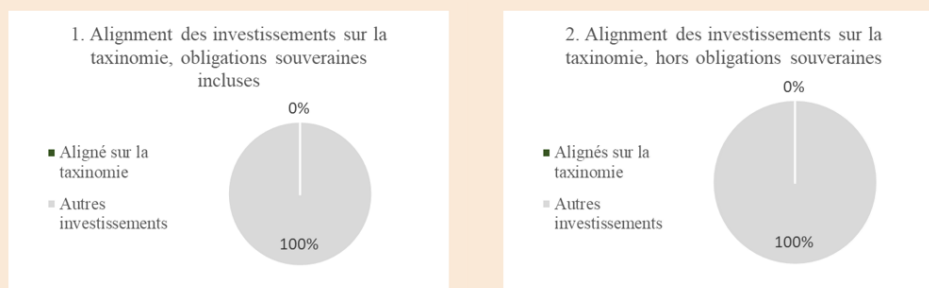 1. Alignment des investissements sur la
taxinomie, obligations souveraines
incluses
0%
Aligné sur la
taxinomie
Autres
investissements
100%
2. Alignment des investissements sur la
taxinomie, hors obligations souveraines
0%
Alignés sur la
taxinomie
Autres
investissements
100%